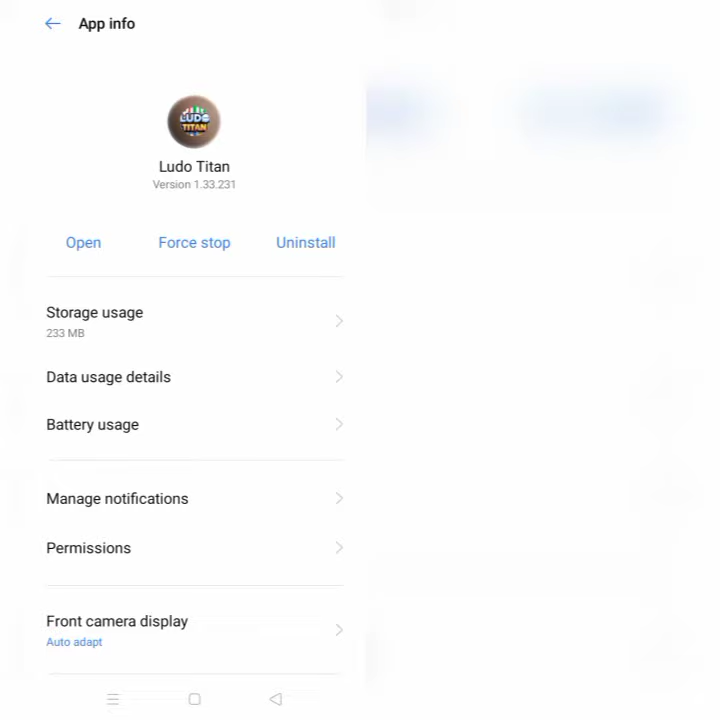 App info
LUDO
TITAN
Ludo Titan
Version 1.33.231
Open
Force stop
Uninstall
Storage usage
233 MB
Data usage details
Battery usage
Manage notifications
Permissions
Front camera display
Auto adapt